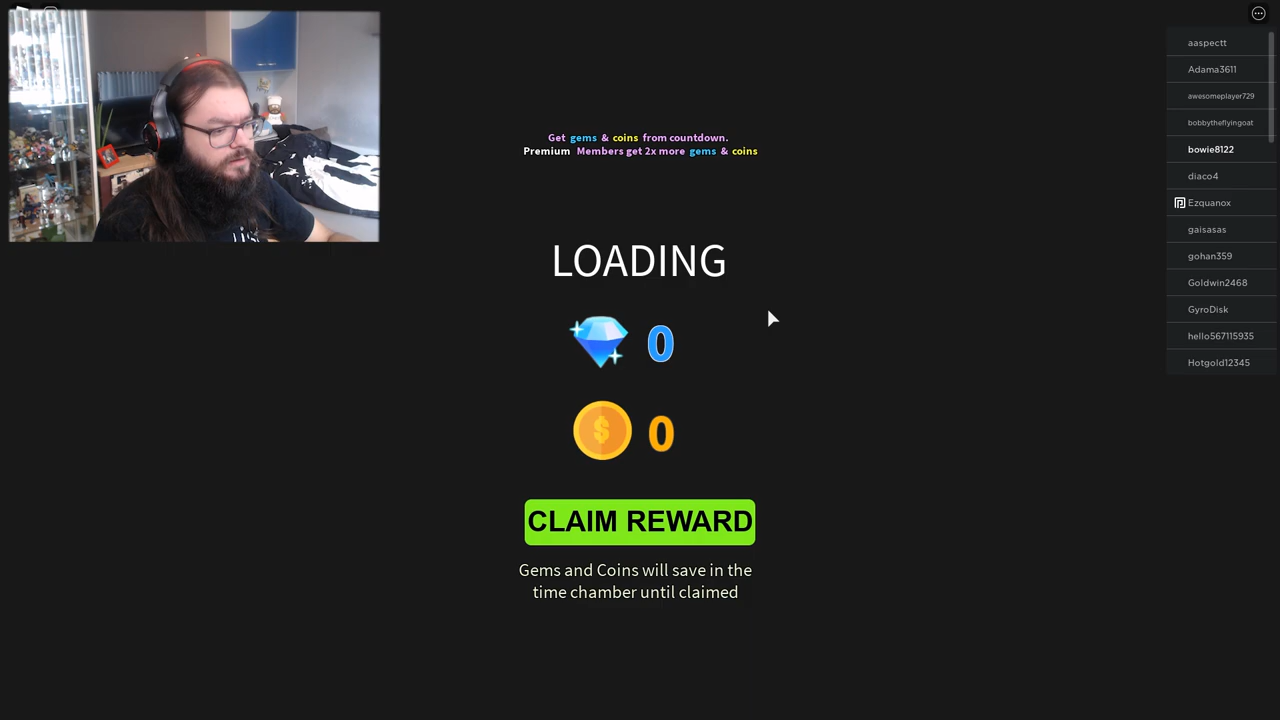 Get gems & coins from countdown.
Premium Members get 2x more gems & coins
LOADING
0
0
CLAIM REWARD
Gems and Coins will save in the
time chamber until claimed
aaspectt
Adama3611
awesomeplayer729
bobbytheflyingoat
bowie8122
diaco4
Ezquanox
gaisasas
gohan359
Goldwin2468
GyroDisk
hello567115935
Hotgold12345